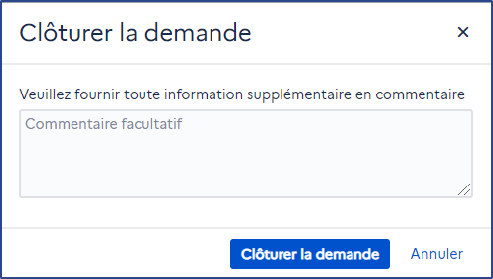 Clôturer la demande
Veuillez fournir toute information supplémentaire en commentaire
Commentaire facultatif
Clôturer la demande
Annuler